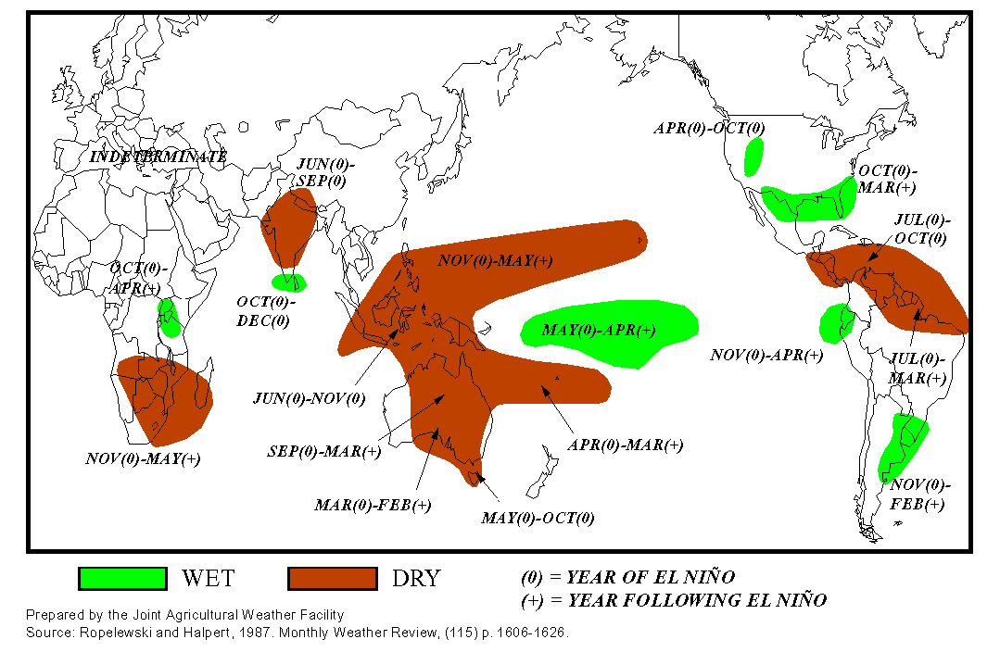 APR(0)-OCT(0)
INDETERMINATE
JUN(0)-
SEP(0)
OCT(0)-
MAR(+)
JUL(0)-
OCT(0)
NOV(0)-MAY(+)
OCT(0)-
APR(+)
OCT(0)-
DEC(0)
MAY(0)-APR(+)
NOV(0)-APR(+)
JUL(0)-
MAR(+)
JUN(0)-NOV(0)
SEP(0)-MAR(+)
APR(0)-MAR(+)
NOV(0)-MAY(+)
MAR(0)-FEB(+)
MAY(0)-OCT(0)
NOV(0)-
FEB(+)
WET
DRY
(0) = YEAR OF EL NIÑO
(+) = YEAR FOLLOWING EL NIÑO
Prepared by the Joint Agricultural Weather Facility
Source: Ropelewski and Halpert, 1987. Monthly Weather Review, (115) p. 1606-1626.